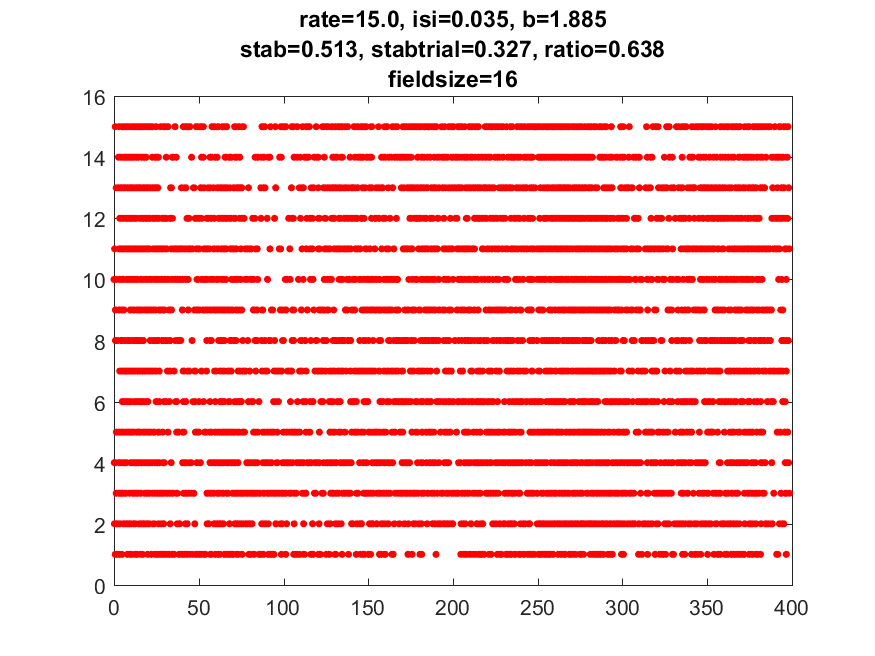 rate=15.0, isi=0.035, b=1.885
stab=0.513, stabtrial=0.327, ratio=0.638
fieldsize=16
16
14
12
10
8
6
4
2
0
0 50 100 150 200 250 300 350 400